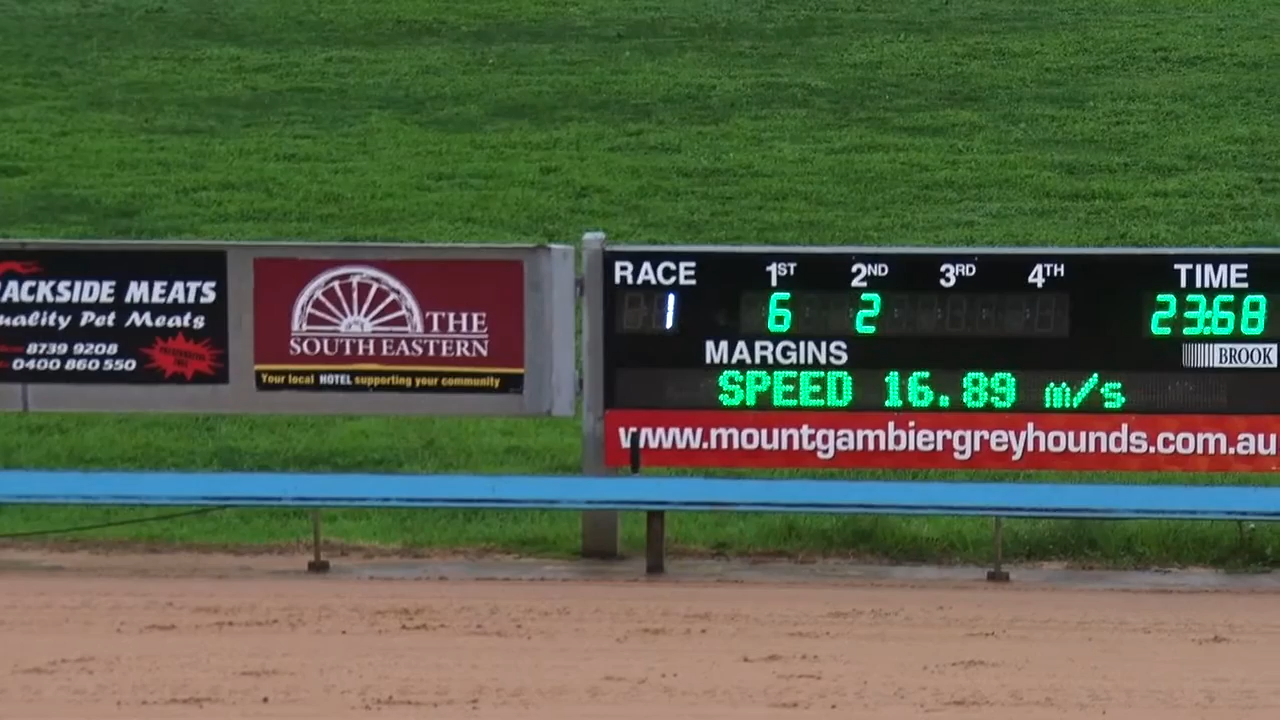 ACKSIDE MEATS
uality Pet Meats
8739 9208
0400 860 550
THE
SOUTH EASTERN
Your local HOTEL supporting your community
RACE 1ST 2ND 3RD 4TH TIME
1 6 2 23:68
MARGINS
BROOK
SPEED 16.89 m/s
www.mountgambiergreyhounds.com.au